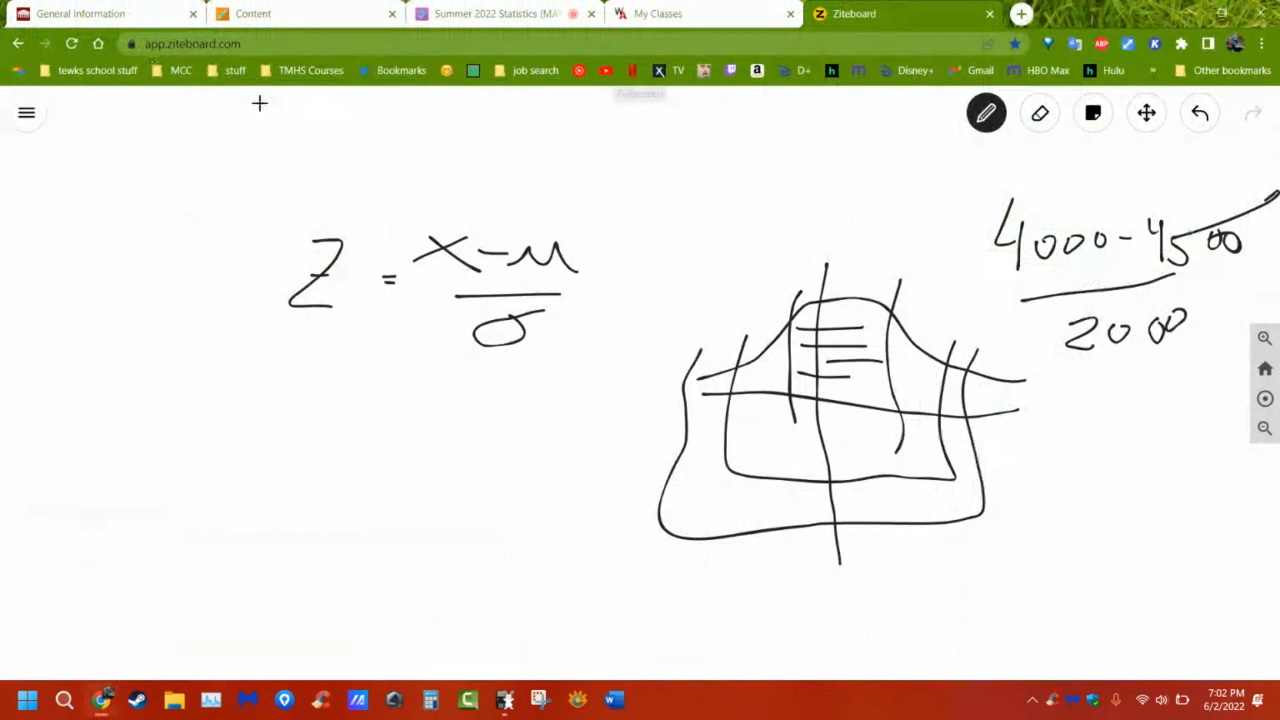 General Information
Content
Summer 2022 Statistics (MA
My Classes
Ziteboard
app.ziteboard.com
tewks school stuff
MCC
stuff
TMHS Courses
Bookmarks
job search
TV
D+
Disney+
Gmail
HBO Max
Hulu
Other bookmarks
Fullscreen
4000-4500
2000
Z = x-μ
σ
7:02 PM
6/2/2022